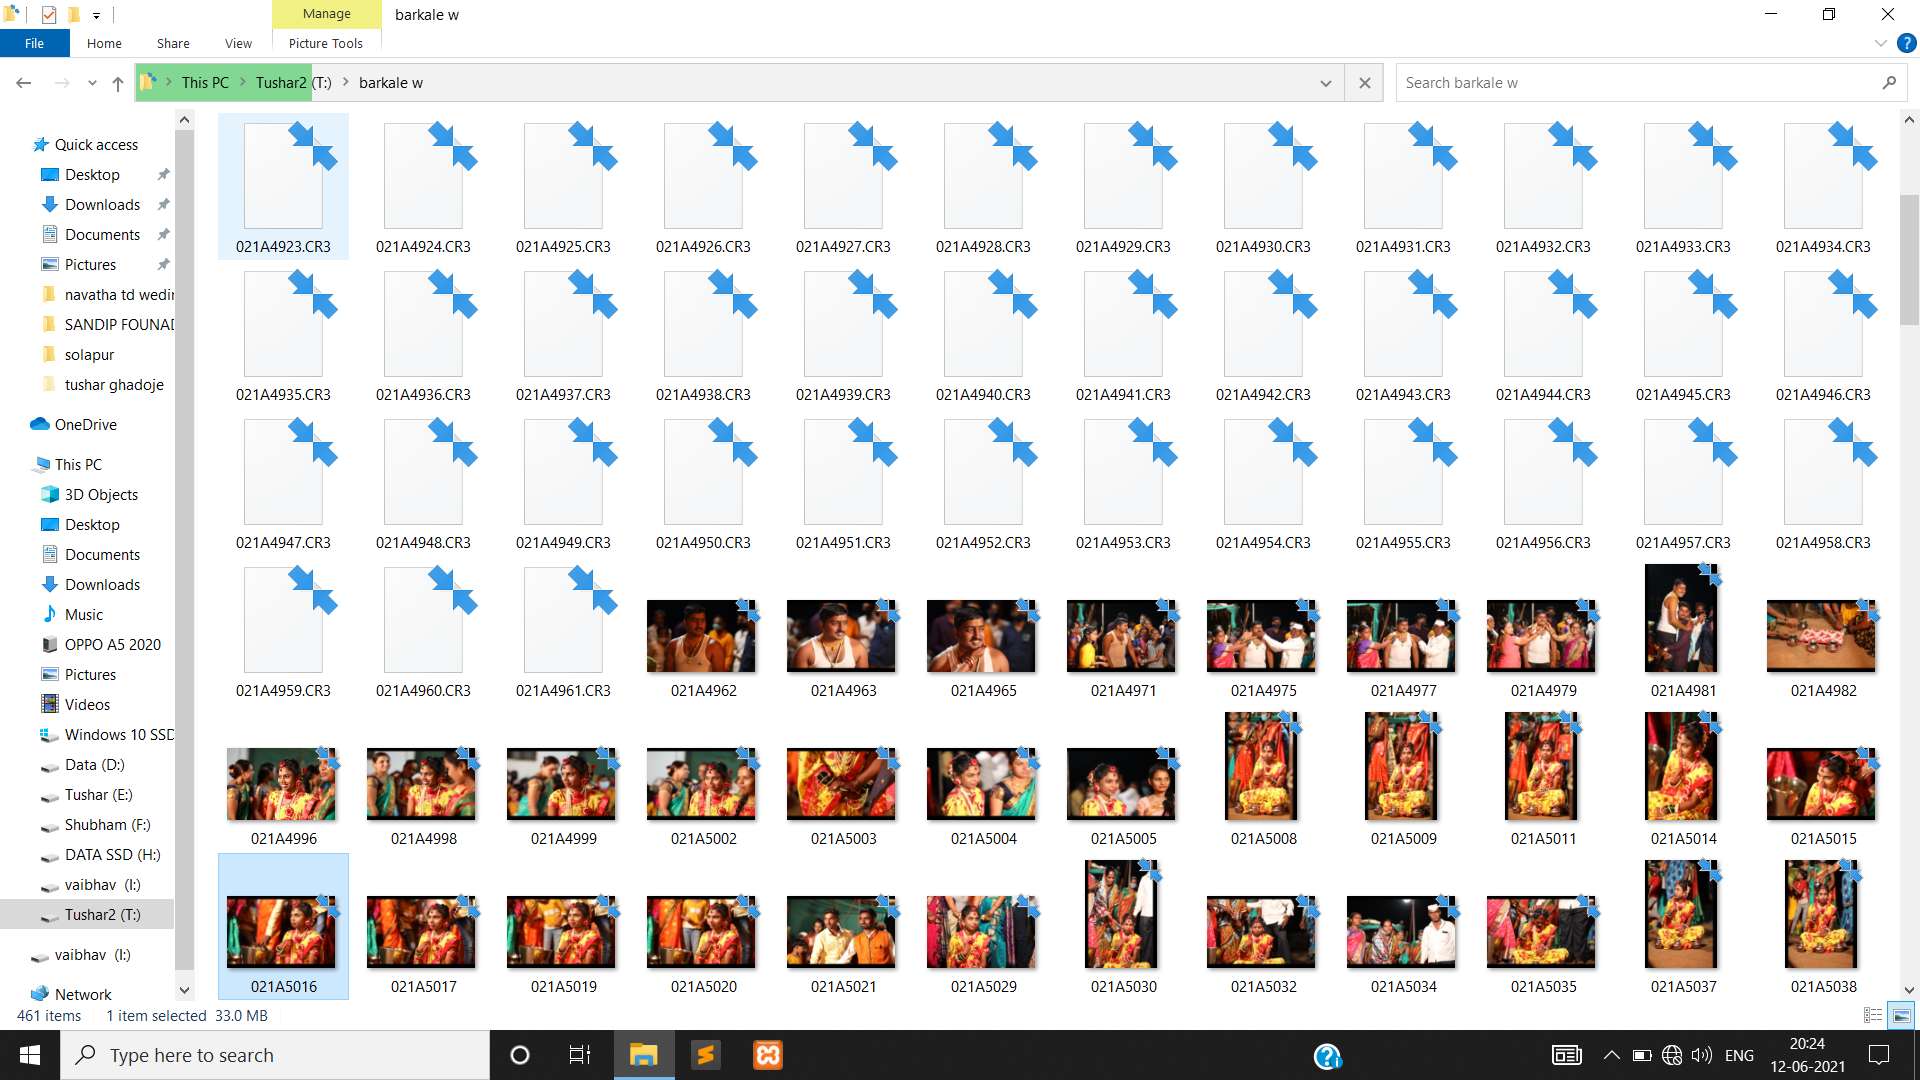 Manage
barkale w
File
Home
Share
View
Picture Tools
This PC
Tushar2 (T:)
barkale w
Search barkale w
Quick access
Desktop
Downloads
Documents
Pictures
navatha td wedin
SANDIP FOUNAD
solapur
tushar ghadoje
OneDrive
This PC
3D Objects
Desktop
Documents
Downloads
Music
OPPO A5 2020
Pictures
Videos
Windows 10 SSD
Data (D:)
Tushar (E:)
Shubham (F:)
DATA SSD (H:)
vaibhav (I:)
Tushar2 (T:)
vaibhav (I:)
Network
021A4923.CR3
021A4924.CR3
021A4925.CR3
021A4926.CR3
021A4927.CR3
021A4928.CR3
021A4929.CR3
021A4930.CR3
021A4931.CR3
021A4932.CR3
021A4933.CR3
021A4934.CR3
021A4935.CR3
021A4936.CR3
021A4937.CR3
021A4938.CR3
021A4939.CR3
021A4940.CR3
021A4941.CR3
021A4942.CR3
021A4943.CR3
021A4944.CR3
021A4945.CR3
021A4946.CR3
021A4947.CR3
021A4948.CR3
021A4949.CR3
021A4950.CR3
021A4951.CR3
021A4952.CR3
021A4953.CR3
021A4954.CR3
021A4955.CR3
021A4956.CR3
021A4957.CR3
021A4958.CR3
021A4959.CR3
021A4960.CR3
021A4961.CR3
021A4962
021A4963
021A4965
021A4971
021A4975
021A4977
021A4979
021A4981
021A4982
021A4996
021A4998
021A4999
021A5002
021A5003
021A5004
021A5005
021A5008
021A5009
021A5011
021A5014
021A5015
021A5016
021A5017
021A5019
021A5020
021A5021
021A5029
021A5030
021A5032
021A5034
021A5035
021A5037
021A5038
461 items
1 item selected 33.0 MB
Type here to search
ENG
20:24
12-06-2021